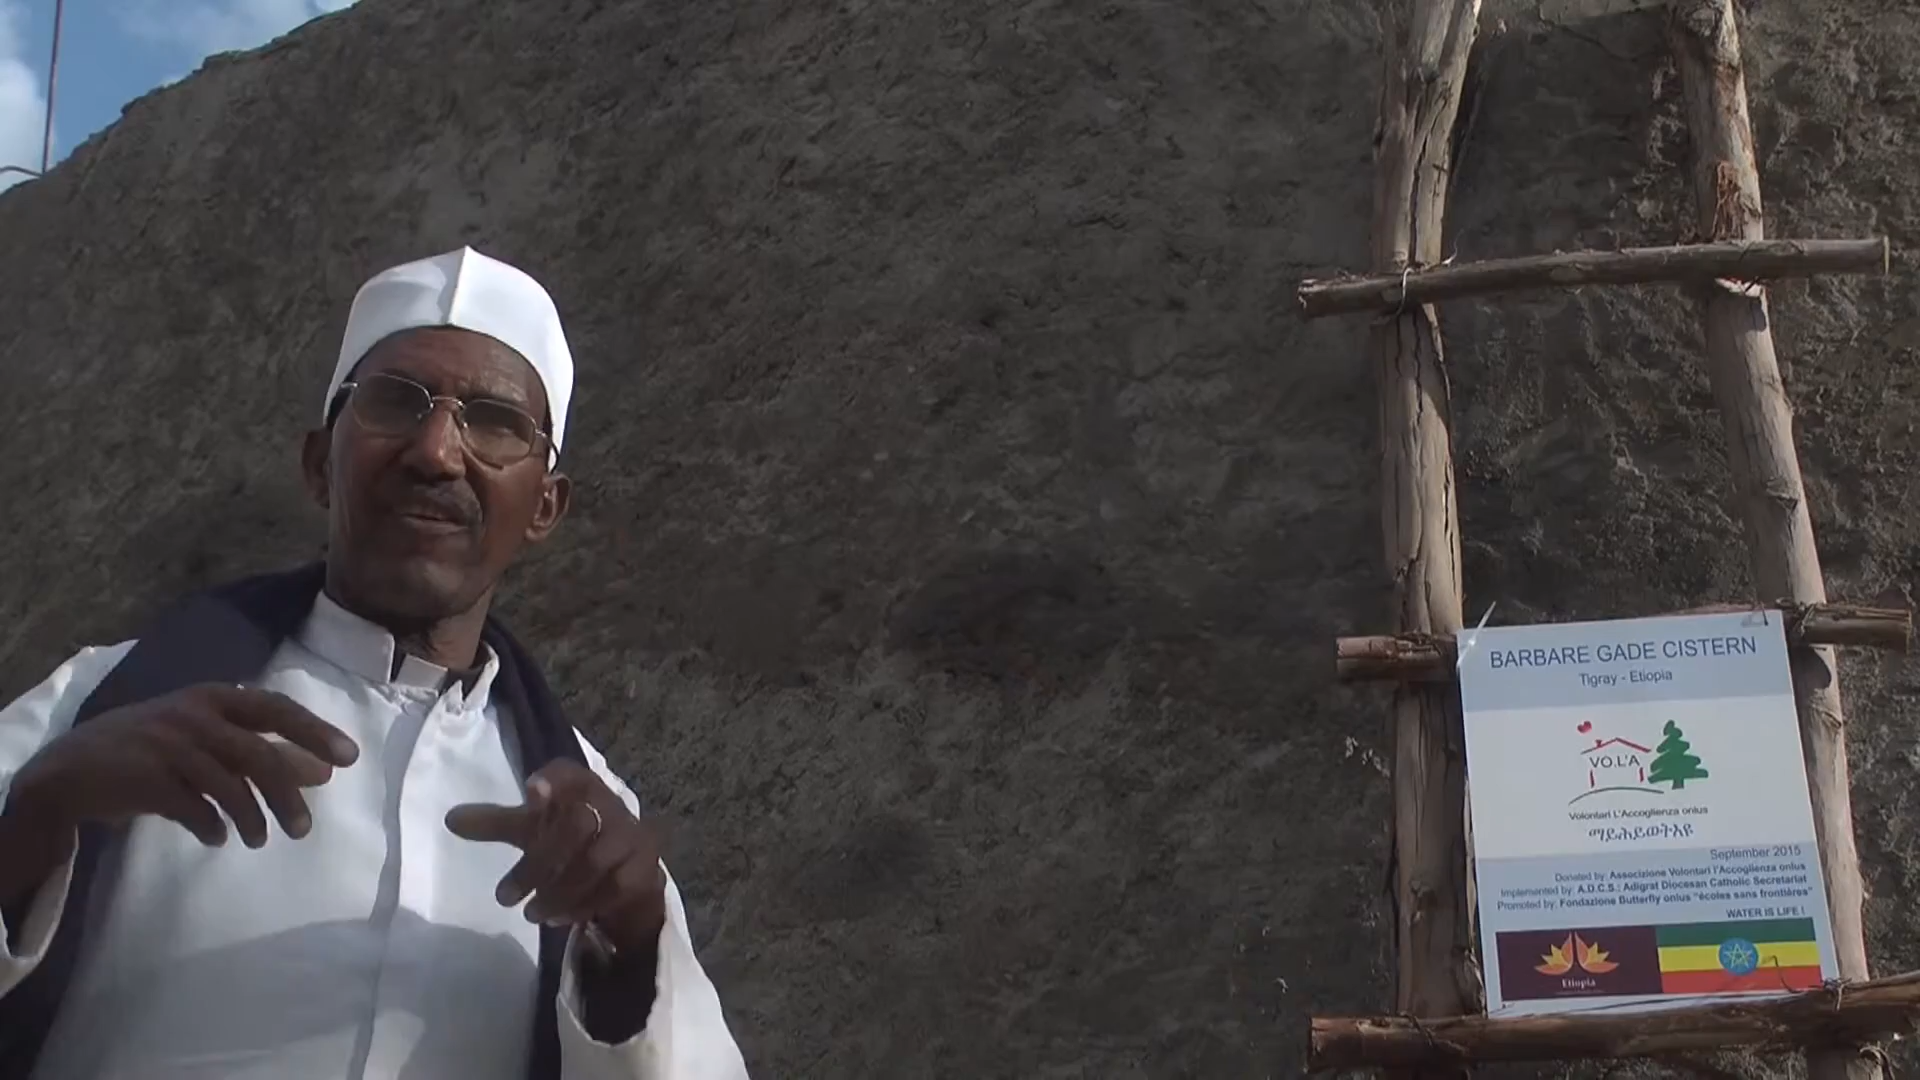 BARBARE GADE CISTERN
Tigray - Etiopia
VO.L'A
Volontari L'Accoglienza onlus
ማይሕይወትእዩ
September 2015
Donated by: Associzione Volontari l'Accoglienza onlus
Implemented by: A.D.C.S.: Adigrat Diocesan Catholic Secretariat
Promoted by: Fondazione Butterfly onlus "écoles sans frontières"
WATER IS LIFE !
Etiopia